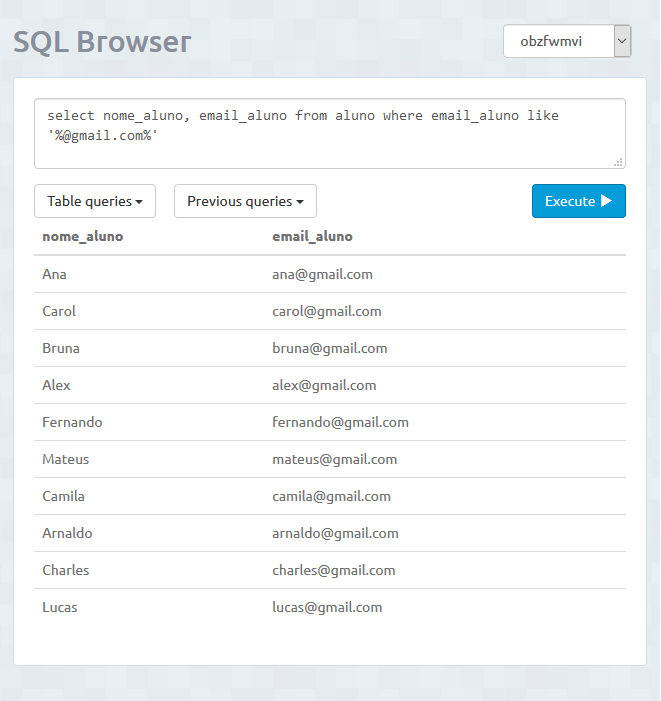 SQL Browser
obzfwmvi
select nome_aluno, email_aluno from aluno where email_aluno like
'%@gmail.com%'
Table queries
Previous queries
Execute
nome_aluno email_aluno
Ana ana@gmail.com
Carol carol@gmail.com
Bruna bruna@gmail.com
Alex alex@gmail.com
Fernando fernando@gmail.com
Mateus mateus@gmail.com
Camila camila@gmail.com
Arnaldo arnaldo@gmail.com
Charles charles@gmail.com
Lucas lucas@gmail.com